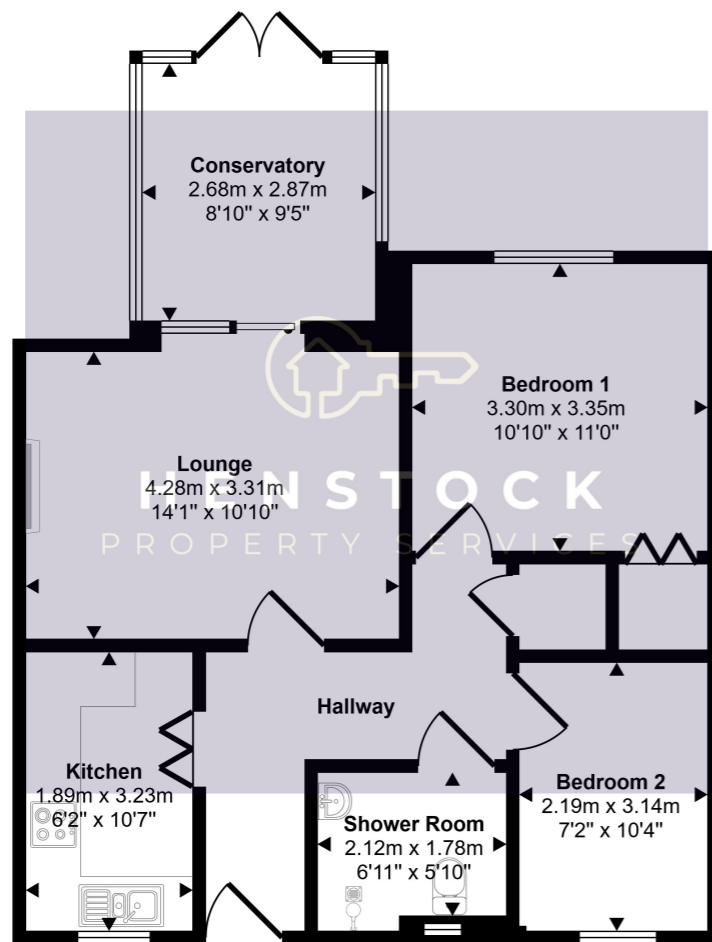 Conservatory
2.68m x 2.87m
8'10" x 9'5"
Bedroom 1
3.30m x 3.35m
10'10" x 11'0"
Lounge
4.28m x 3.31m
14'1" x 10'10"
HENSTOCK
PROPERTY SERVICES
Hallway
Kitchen
1.89m x 3.23m
6'2" x 10'7"
Shower Room
2.12m x 1.78m
6'11" x 5'10"
Bedroom 2
2.19m x 3.14m
7'2" x 10'4"